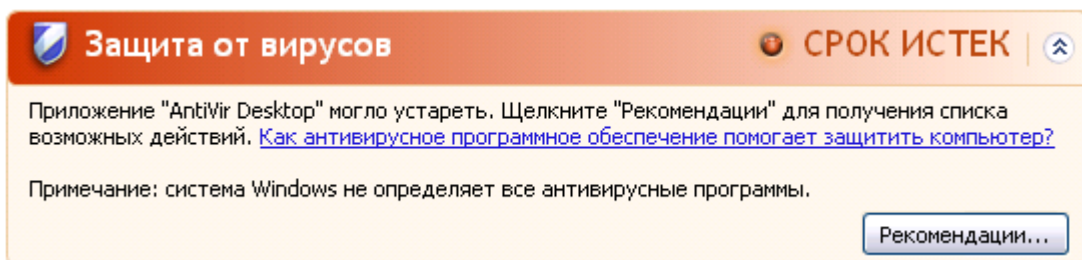 Защита от вирусов СРОК ИСТЕК
Приложение "AntiVir Desktop" могло устареть. Щелкните "Рекомендации" для получения списка
возможных действий. Как антивирусное программное обеспечение помогает защитить компьютер?
Примечание: система Windows не определяет все антивирусные программы.
Рекомендации...